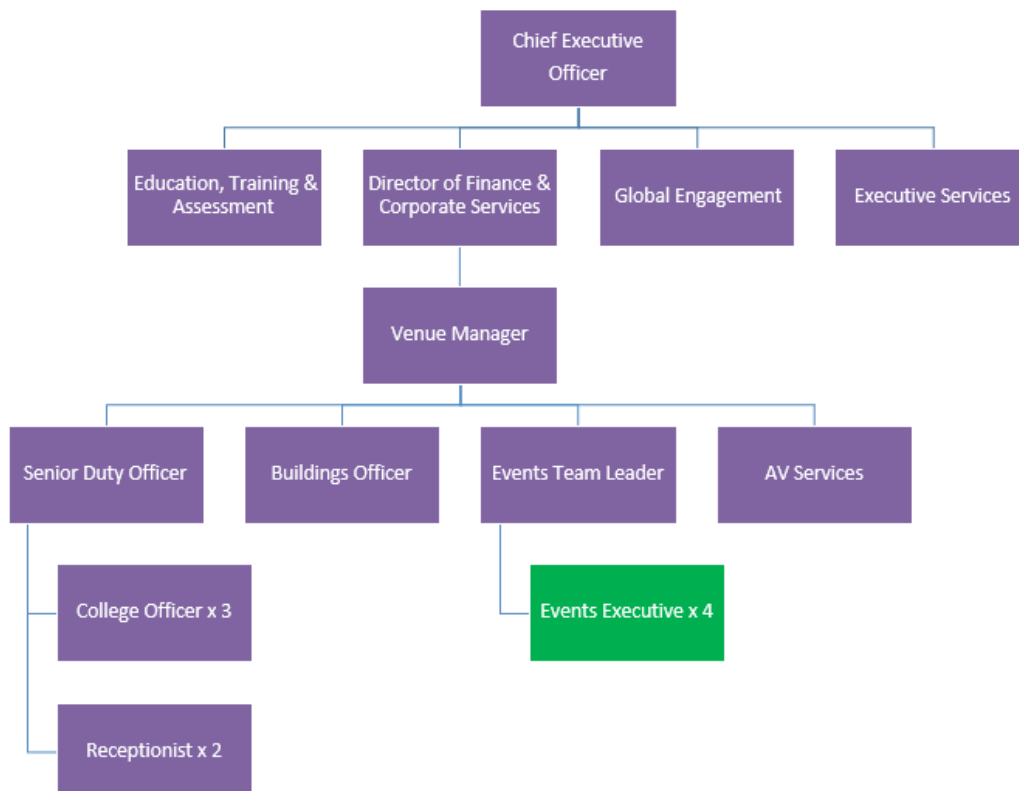 Chief Executive
Officer
Education, Training &
Assessment
Director of Finance &
Corporate Services
Global Engagement
Executive Services
Venue Manager
Senior Duty Officer
Buildings Officer
Events Team Leader
AV Services
College Officer x 3
Events Executive x 4
Receptionist x 2